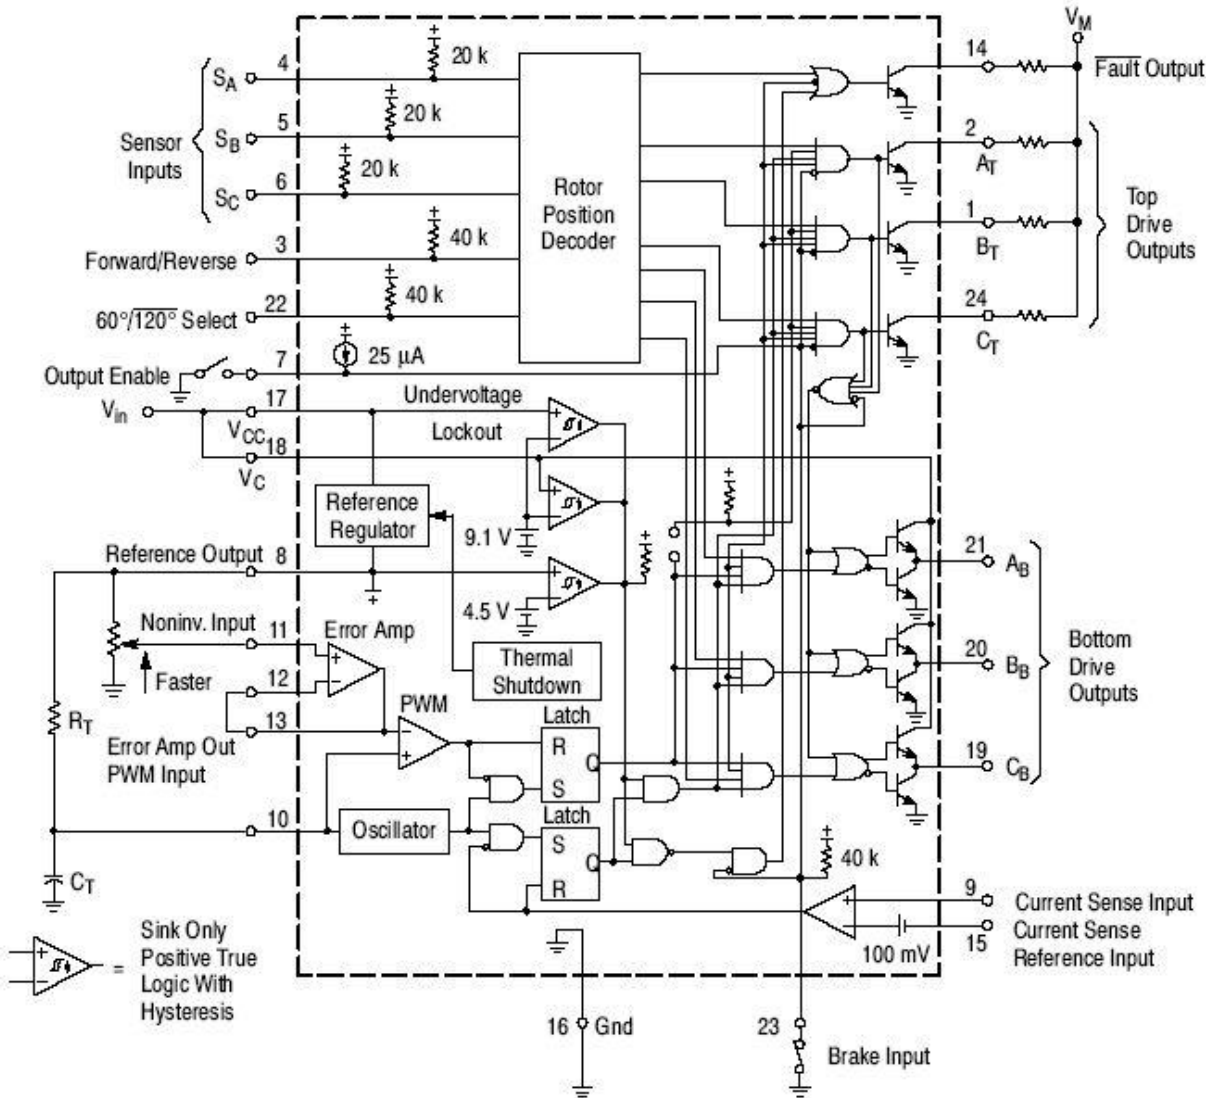 V_M
14
Fault Output
4
20 k
S_A
5
20 k
S_B
Sensor
Inputs
6
20 k
S_C
3
40 k
Forward/Reverse
22
40 k
60°/120° Select
Rotor
Position
Decoder
2
A_T
1
B_T
24
C_T
Top
Drive
Outputs
7
25 µA
Output Enable
V_in
17
V_CC
18
V_C
Undervoltage
Lockout
Reference
Regulator
9.1 V
Reference Output
8
4.5 V
Noninv. Input
11
Error Amp
Faster
12
13
Thermal
Shutdown
PWM
R_T
Error Amp Out
PWM Input
Latch
R
Q
S
Latch
S
Q
R
10
Oscillator
C_T
21
A_B
20
B_B
19
C_B
Bottom
Drive
Outputs
40 k
9
Current Sense Input
15
Current Sense
Reference Input
100 mV
+
−
=
Sink Only
Positive True
Logic With
Hysteresis
16
Gnd
23
Brake Input